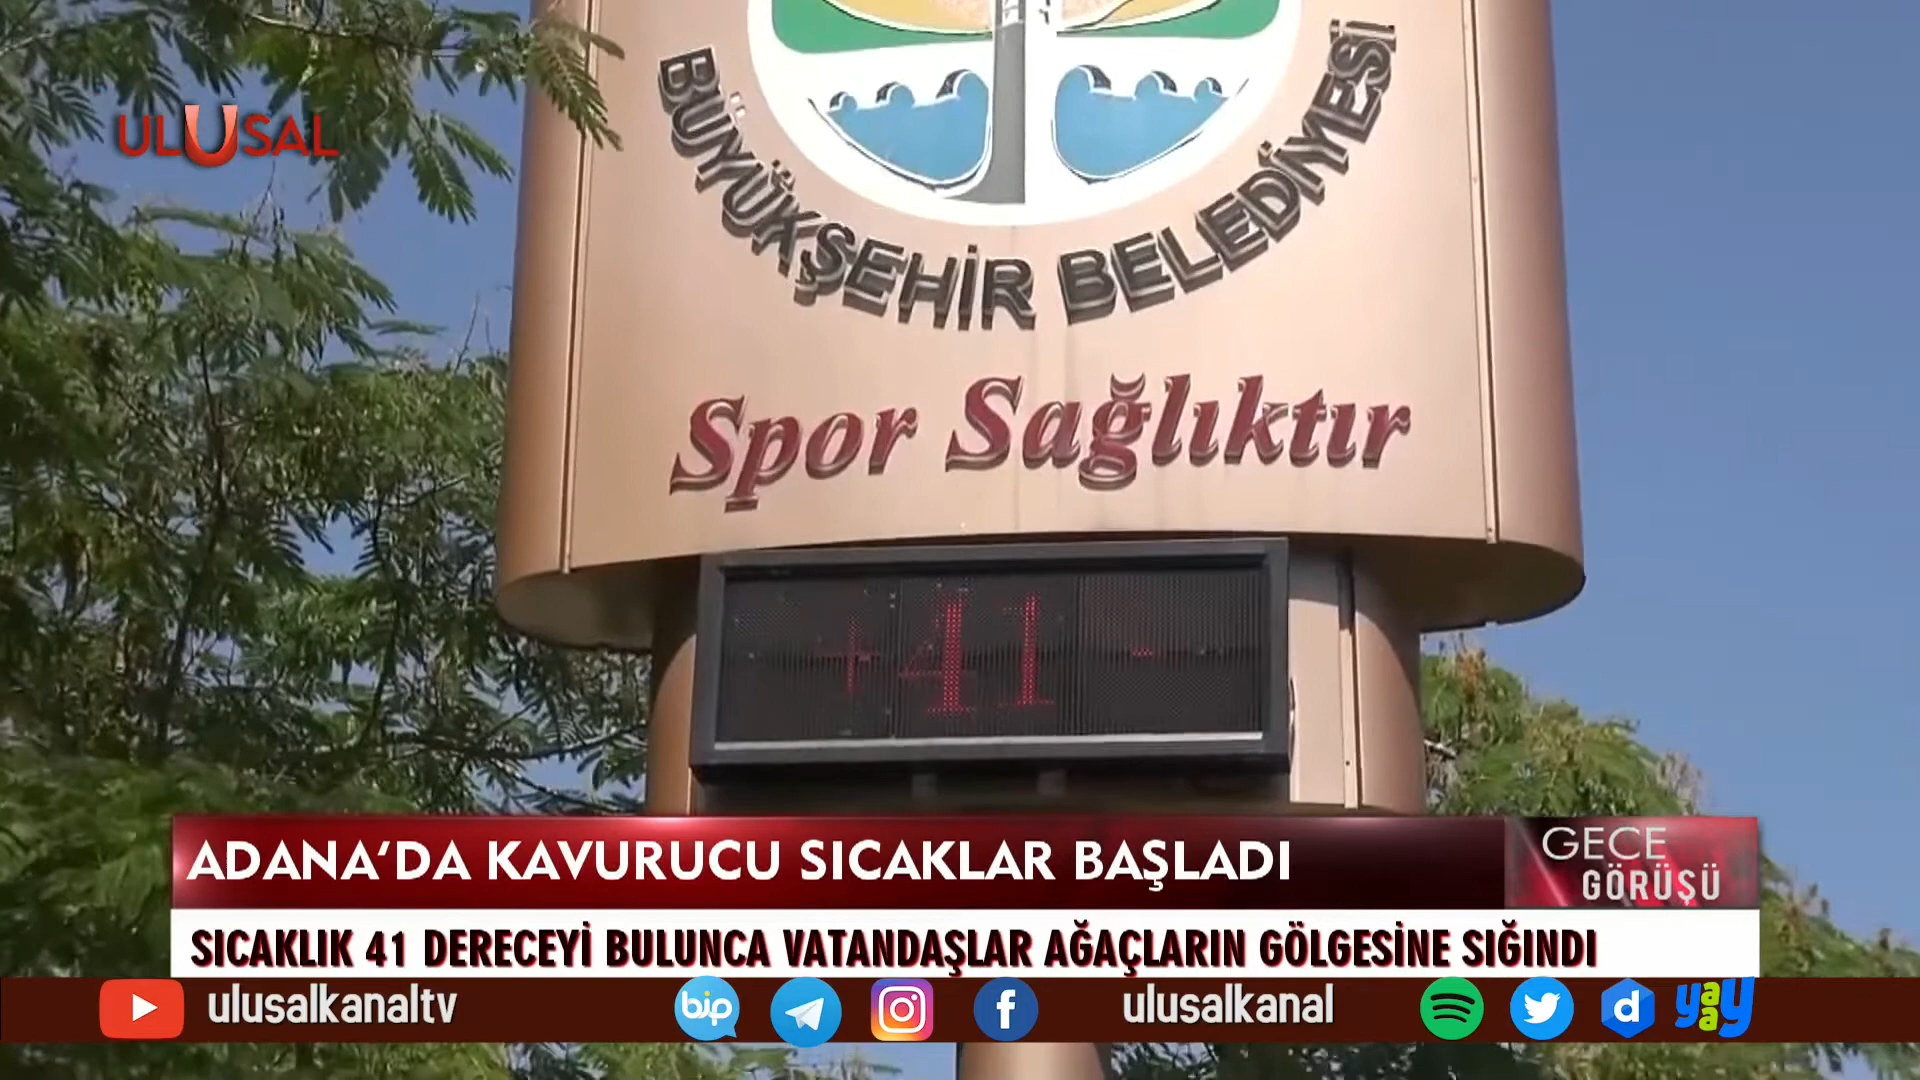 ULUSAL
BÜYÜKŞEHİR BELEDİYESİ
Spor Sağlıktır
+41
ADANA'DA KAVURUCU SICAKLAR BAŞLADI
GECE
GÖRÜŞÜ
SICAKLIK 41 DERECEYİ BULUNCA VATANDAŞLAR AĞAÇLARIN GÖLGESİNE SIĞINDI
ulusalkanaltv bip f ulusalkanal d yaay